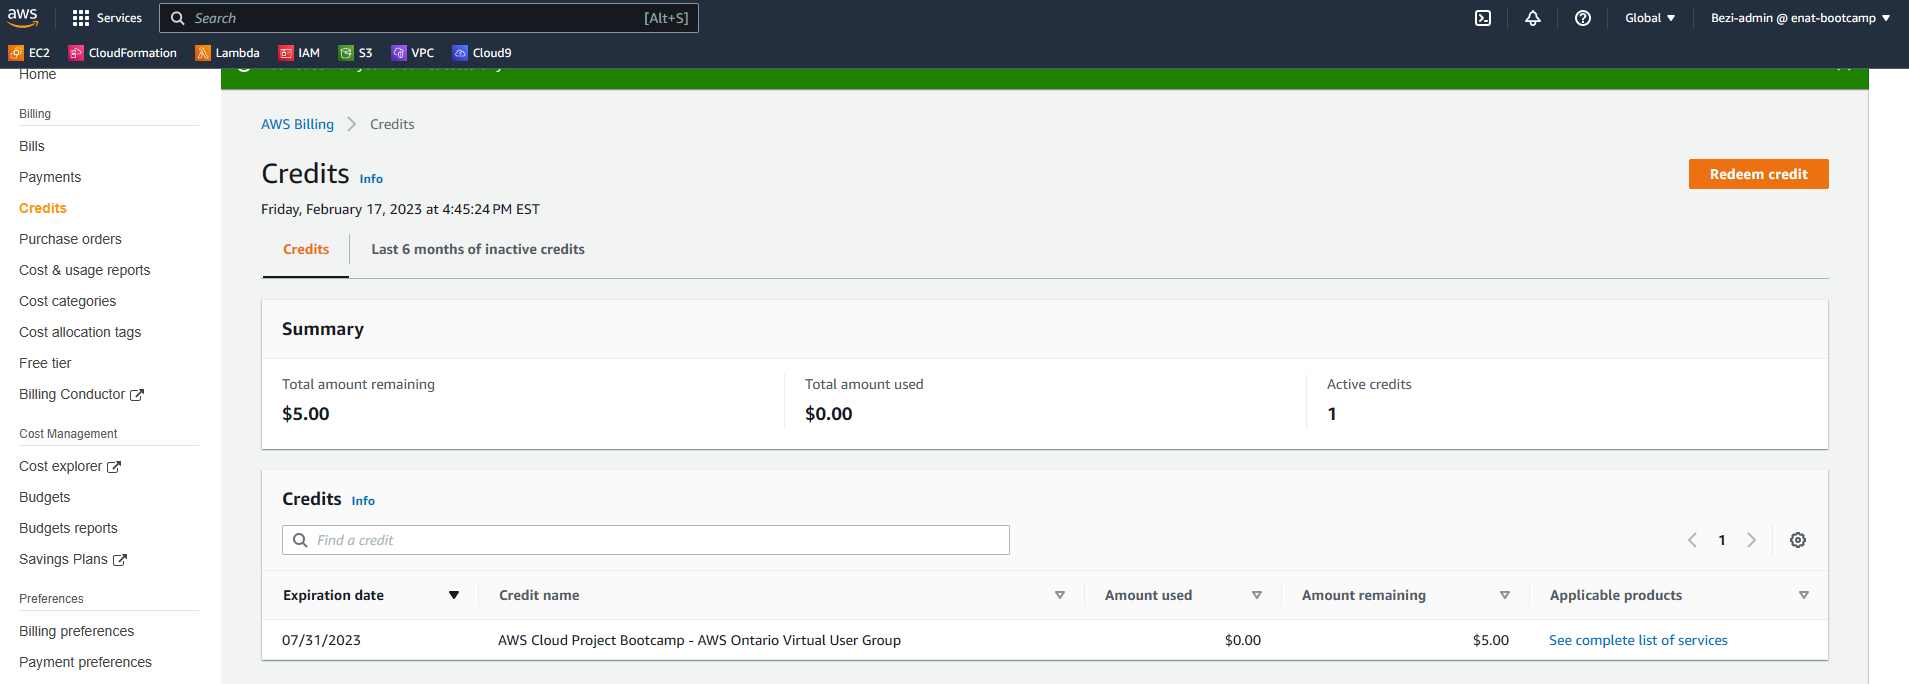 aws
Services
Search
[Alt+S]
Global
Bezi-admin @ enat-bootcamp
EC2
CloudFormation
Lambda
IAM
S3
VPC
Cloud9
Home
Billing
Bills
Payments
Credits
Purchase orders
Cost & usage reports
Cost categories
Cost allocation tags
Free tier
Billing Conductor
Cost Management
Cost explorer
Budgets
Budgets reports
Savings Plans
Preferences
Billing preferences
Payment preferences
AWS Billing
Credits
Credits Info
Redeem credit
Friday, February 17, 2023 at 4:45:24 PM EST
Credits
Last 6 months of inactive credits
Summary
Total amount remaining
$5.00
Total amount used
$0.00
Active credits
1
Credits Info
Find a credit
1
Expiration date
Credit name
Amount used
Amount remaining
Applicable products
07/31/2023
AWS Cloud Project Bootcamp - AWS Ontario Virtual User Group
$0.00
$5.00
See complete list of services